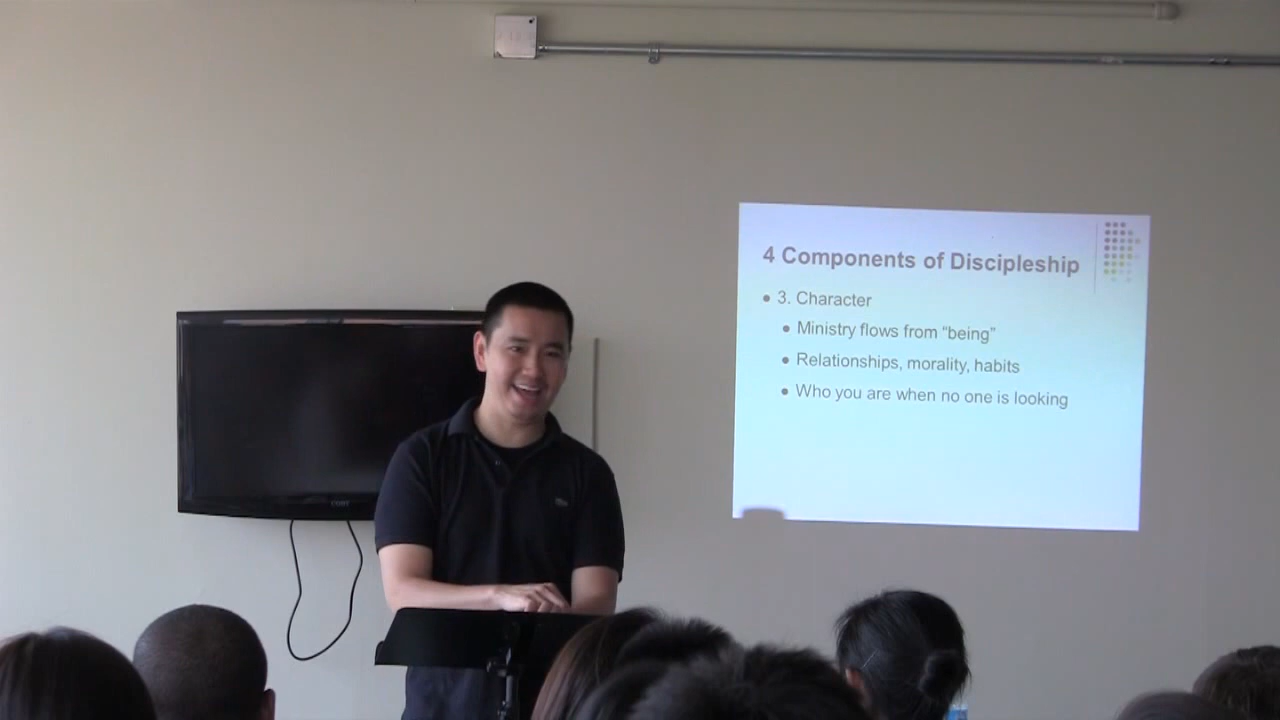 4 Components of Discipleship
● 3. Character
● Ministry flows from “being”
● Relationships, morality, habits
● Who you are when no one is looking